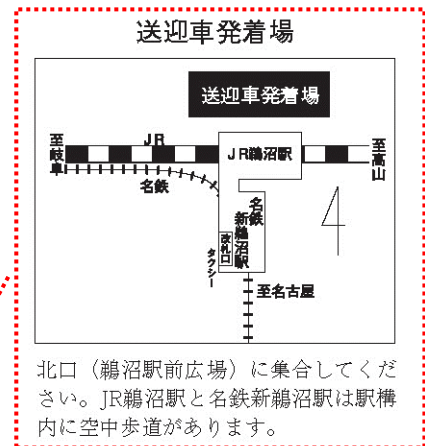 送迎車発着場
送迎車発着場
至岐阜
JR
JR鵜沼駅
至高山
名鉄
名鉄
新鵜沼駅
改札口
タクシー
至名古屋
北口（鵜沼駅前広場）に集合してくだ
さい。JR鵜沼駅と名鉄新鵜沼駅は駅構
内に空中歩道があります。